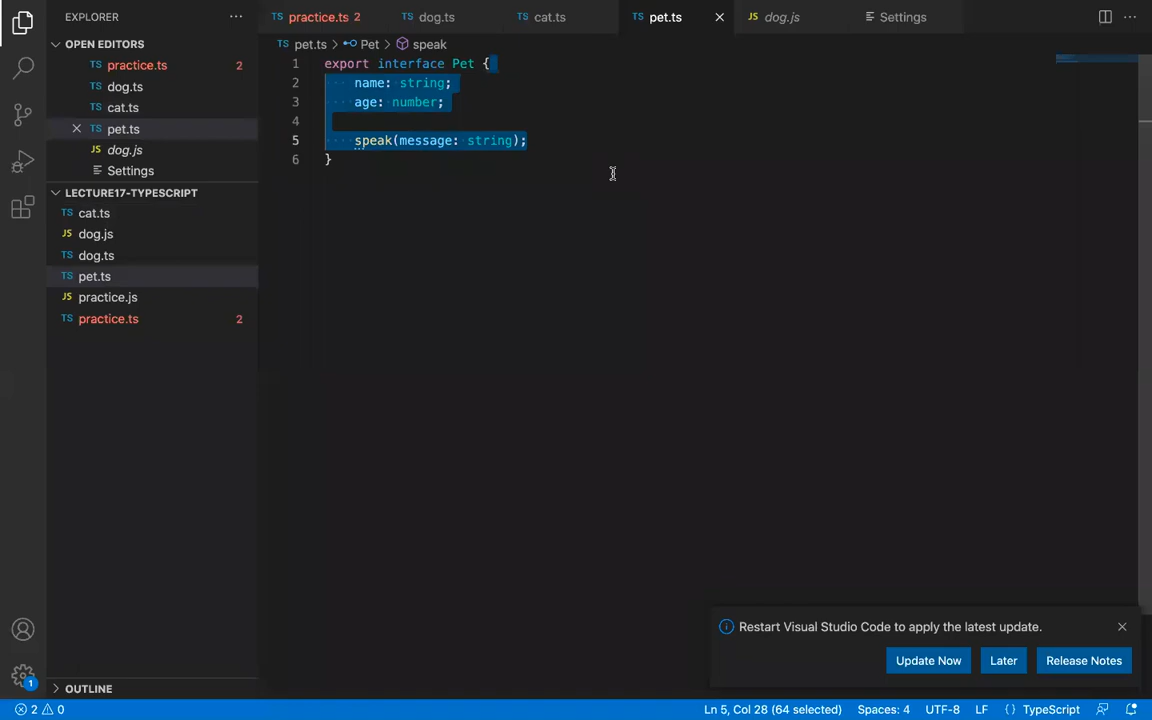 EXPLORER
OPEN EDITORS
TS practice.ts 2
TS dog.ts
TS cat.ts
TS pet.ts
JS dog.js
Settings
LECTURE17-TYPESCRIPT
TS cat.ts
JS dog.js
TS dog.ts
TS pet.ts
JS practice.js
TS practice.ts 2
OUTLINE
TS practice.ts 2 TS dog.ts TS cat.ts TS pet.ts JS dog.js Settings
TS pet.ts > Pet > speak
1 export interface Pet {
2 name: string;
3 age: number;
4
5 speak(message: string);
6 }
Restart Visual Studio Code to apply the latest update.
Update Now Later Release Notes
1
2 0 Ln 5, Col 28 (64 selected) Spaces: 4 UTF-8 LF {} TypeScript